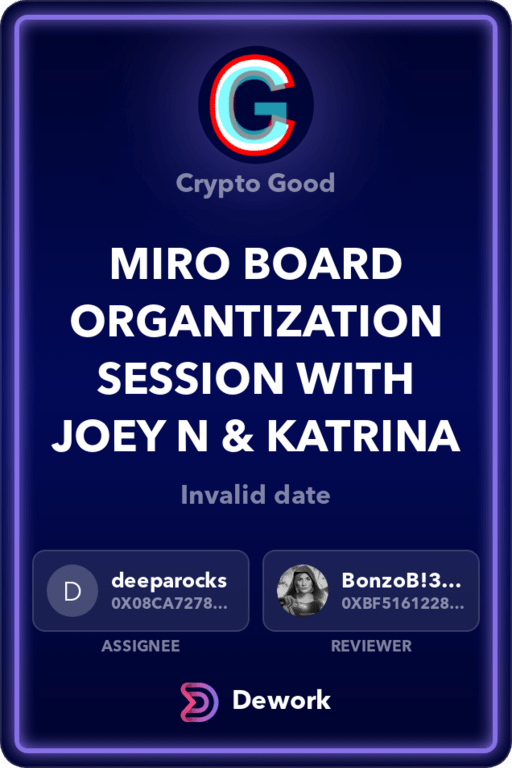 G
Crypto Good
MIRO BOARD
ORGANTIZATION
SESSION WITH
JOEY N & KATRINA
Invalid date
D
deeparocks
0X08CA7278...
BonzoB!3...
0XBF5161228...
ASSIGNEE
REVIEWER
Dework